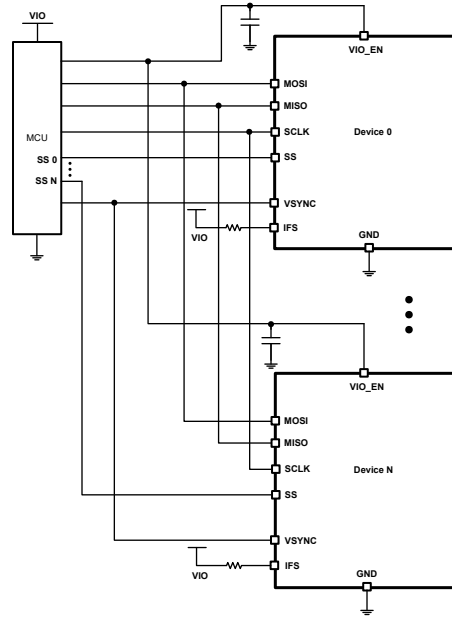 VIO
VIO_EN
MOSI
MISO
MCU
SCLK
Device 0
SS 0
SS
SS N
VSYNC
IFS
VIO
GND
VIO_EN
MOSI
MISO
SCLK
Device N
SS
VSYNC
IFS
VIO
GND